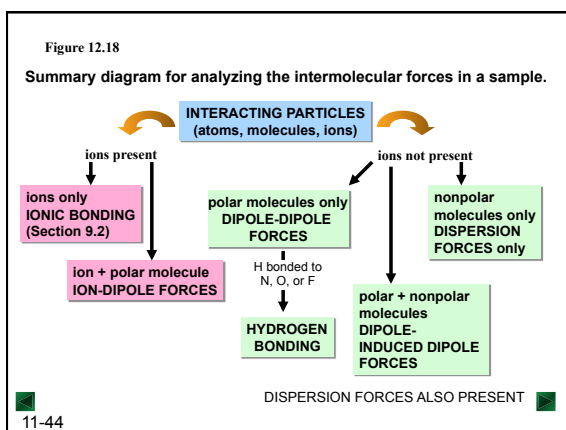 Figure 12.18
Summary diagram for analyzing the intermolecular forces in a sample.
INTERACTING PARTICLES
(atoms, molecules, ions)
ions present
ions not present
ions only
IONIC BONDING
(Section 9.2)
ion + polar molecule
ION-DIPOLE FORCES
polar molecules only
DIPOLE-DIPOLE
FORCES
H bonded to
N, O, or F
HYDROGEN
BONDING
polar + nonpolar
molecules
DIPOLE-
INDUCED DIPOLE
FORCES
nonpolar
molecules only
DISPERSION
FORCES only
DISPERSION FORCES ALSO PRESENT
11-44